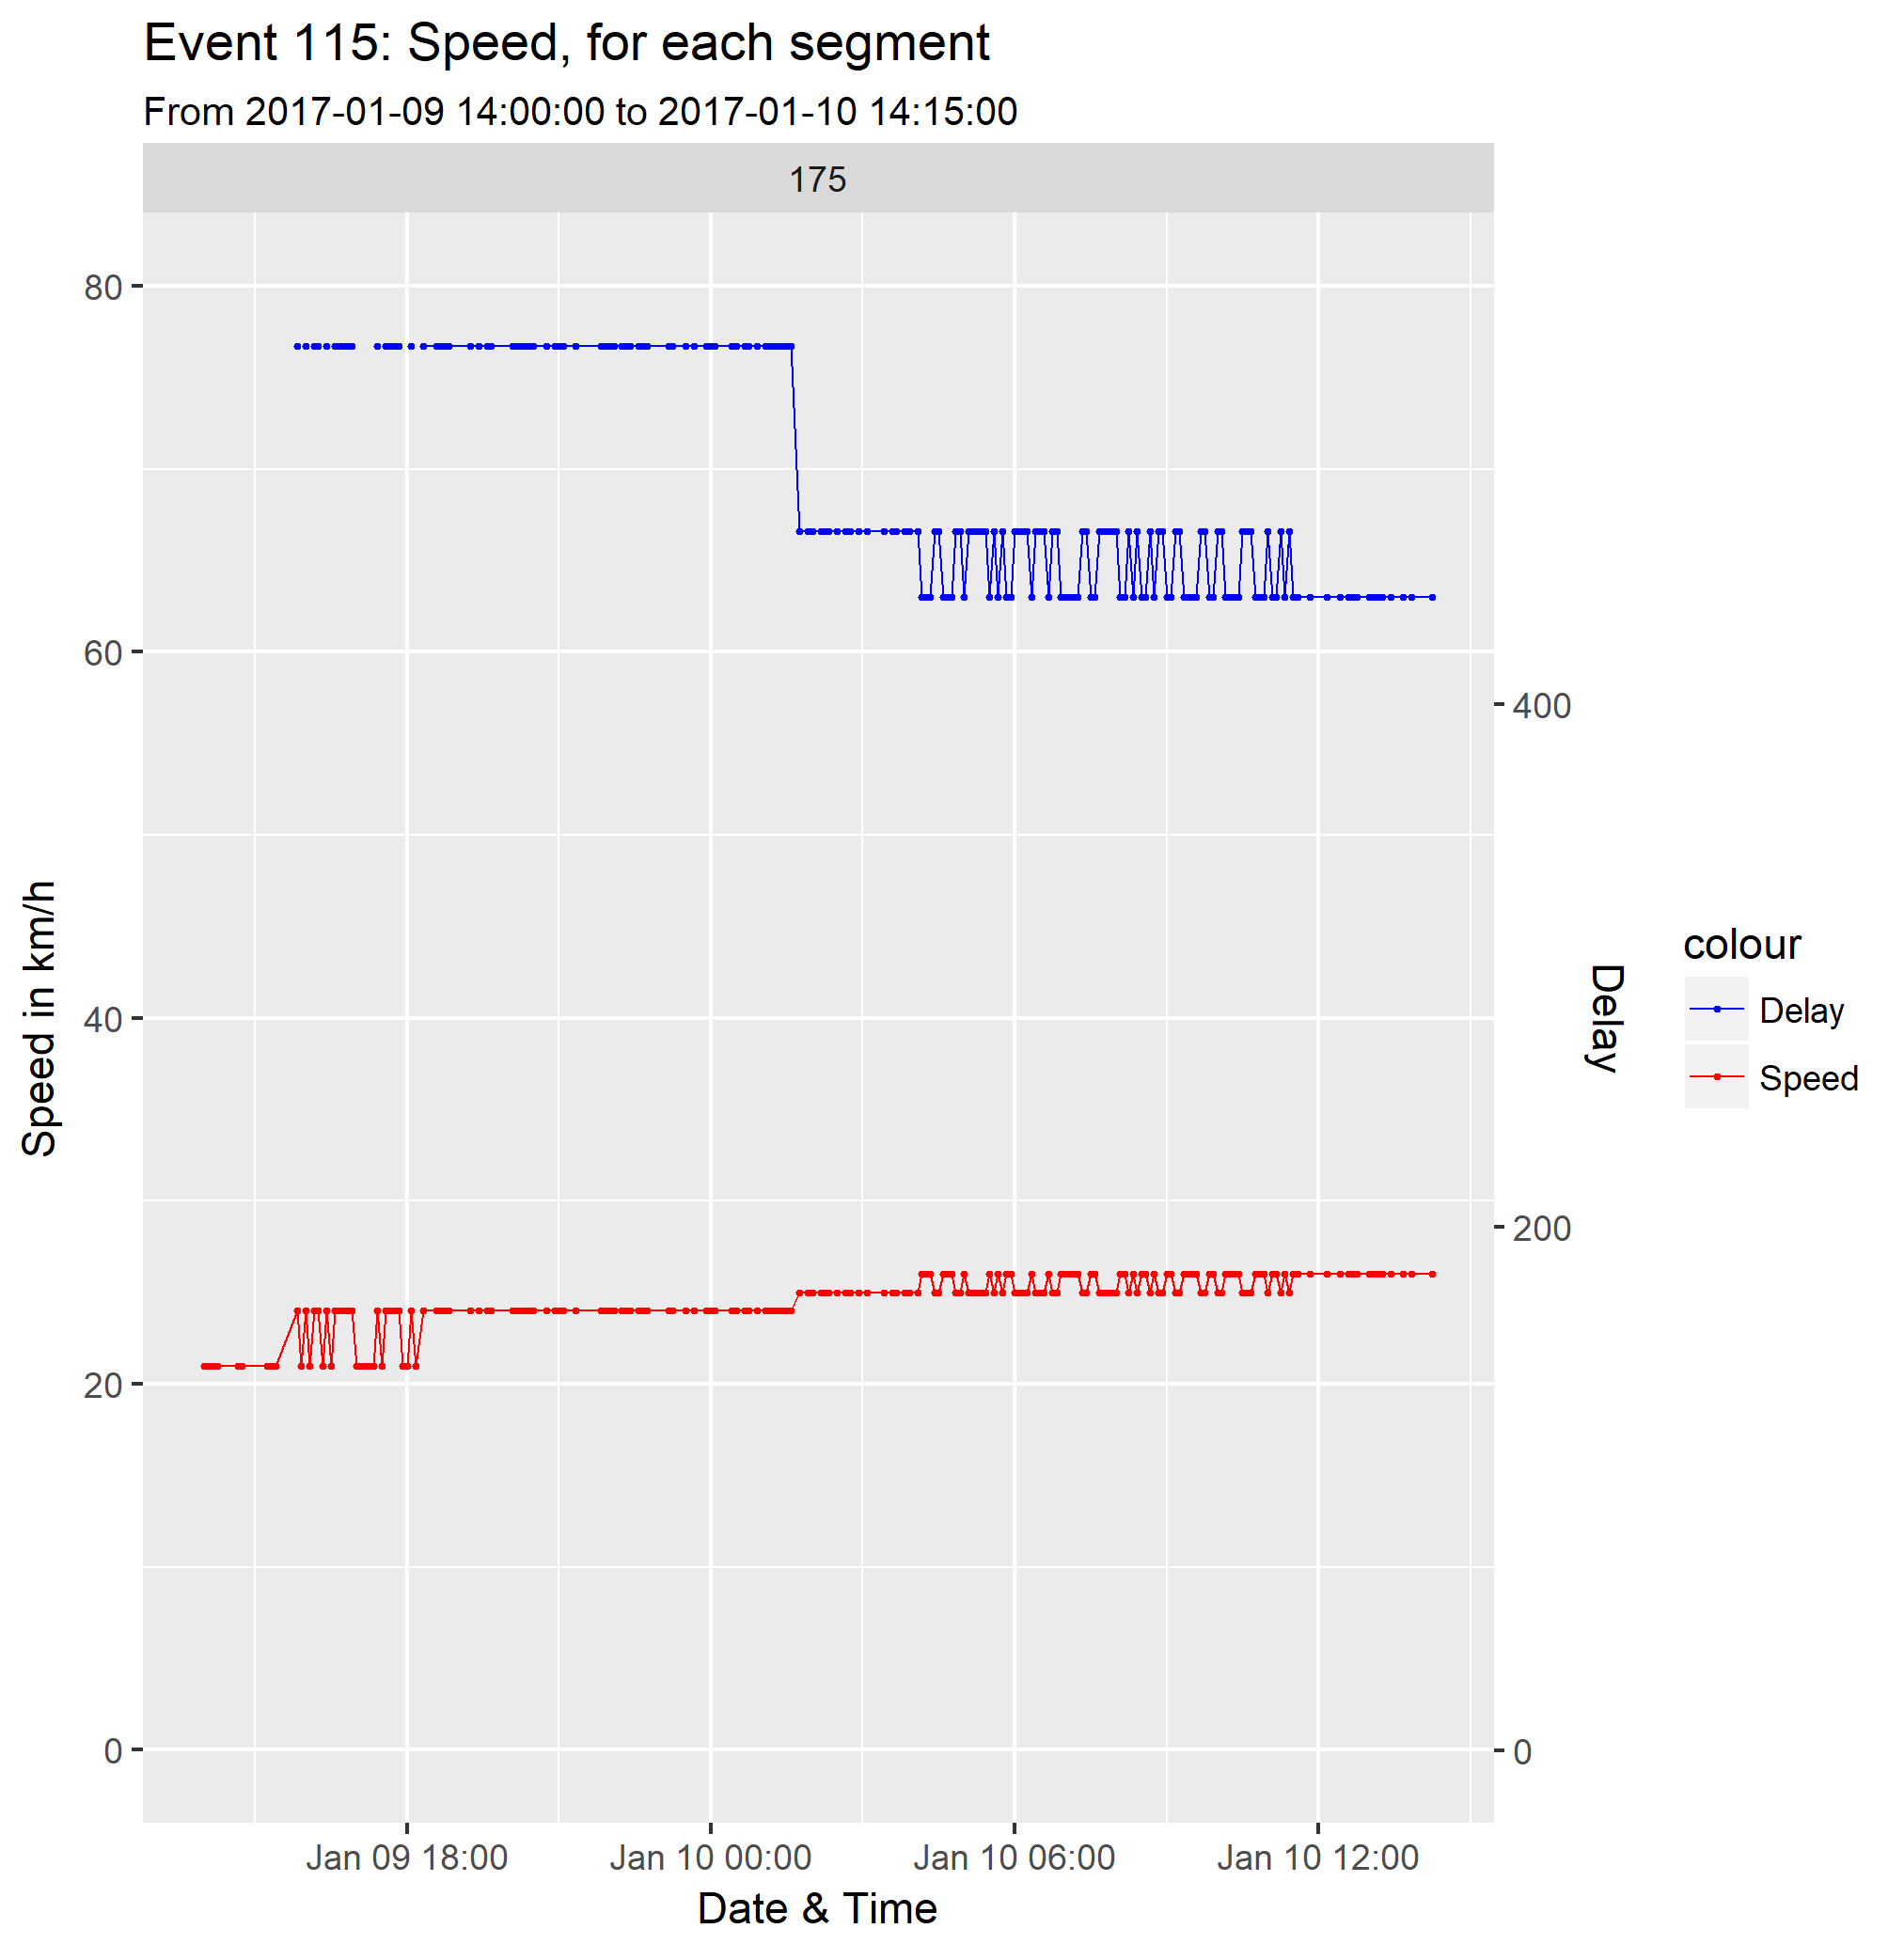 Event 115: Speed, for each segment
From 2017-01-09 14:00:00 to 2017-01-10 14:15:00
175
80
60
40
20
0
Speed in km/h
400
200
0
Delay
colour
Delay
Speed
Jan 09 18:00
Jan 10 00:00
Jan 10 06:00
Jan 10 12:00
Date & Time